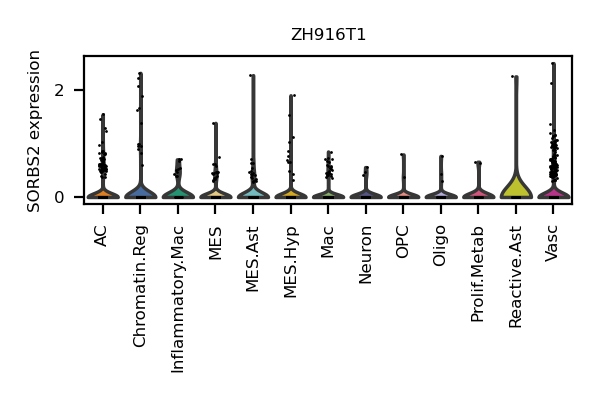 ZH916T1
SORBS2 expression
2
0
AC
Chromatin.Reg
Inflammatory.Mac
MES
MES.Ast
MES.Hyp
Mac
Neuron
OPC
Oligo
Prolif.Metab
Reactive.Ast
Vasc